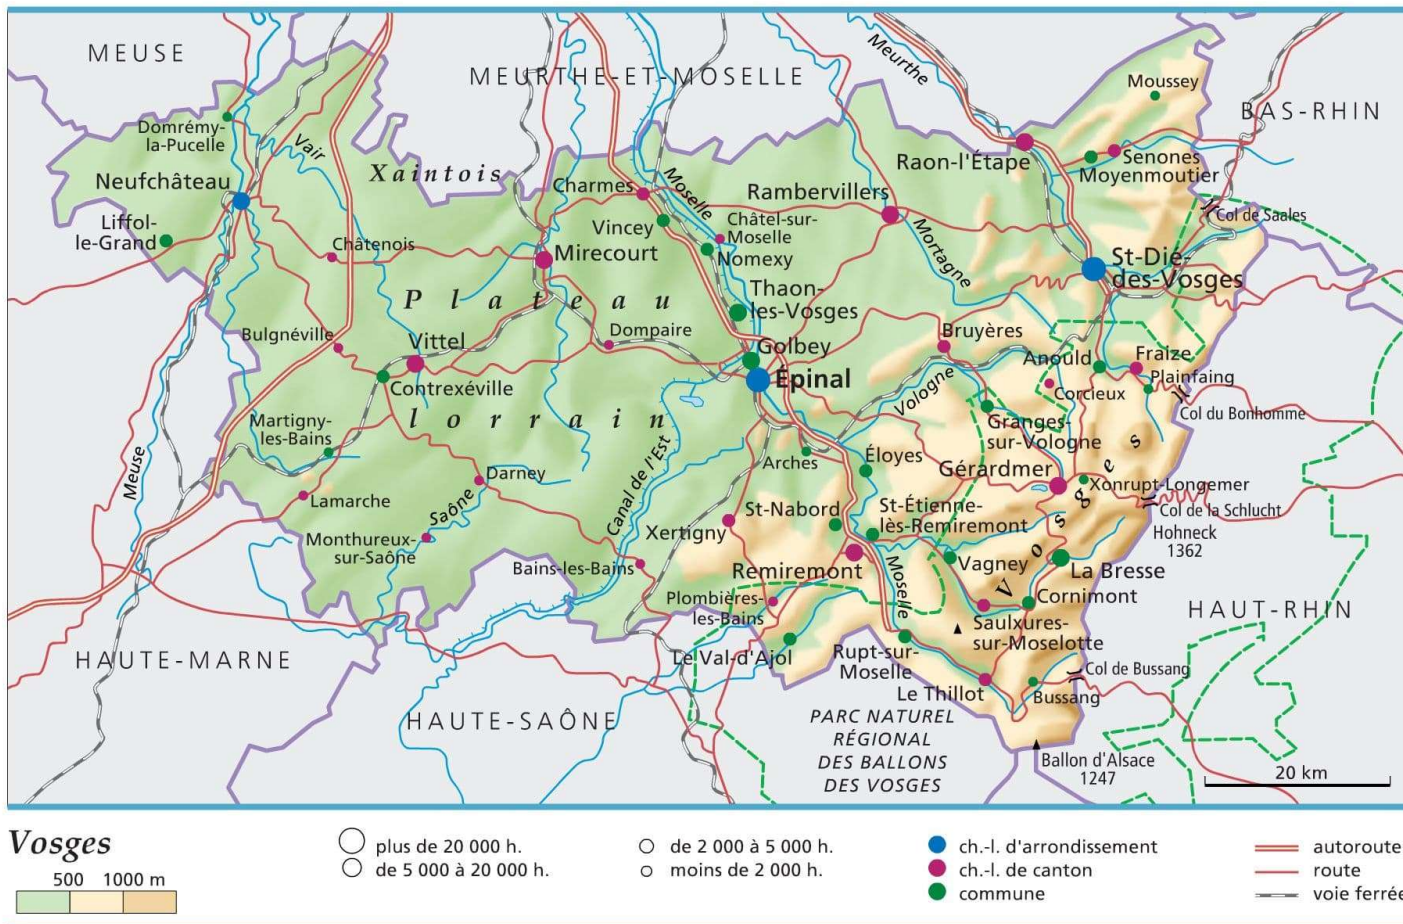 MEUSE
MEURTHE-ET-MOSELLE
Meurthe
Moussey
BAS-RHIN
Domrémy-
la-Pucelle
Vair
Xaintois
Raon-l'Étape
Senones
Moyenmoutier
Neufchâteau
Charmes
Moselle
Rambervillers
Liffol-
le-Grand
Vincey
Châtel-sur-
Moselle
Mortagne
Col de Saales
Châtenois
Mirecourt
Nomexy
St-Dié-
des-Vosges
Plateau
Thaon-
les-Vosges
Bulgnéville
Vittel
Dompaire
Golbey
Bruyères
Anould
Fraize
Plainfaing
Contrexéville
Épinal
Vologne
Corcieux
Col du Bonhomme
lorrain
Martigny-
les-Bains
Granges-
sur-Vologne
Meuse
Canal de l'Est
Arches
Éloyes
Gérardmer
Vosges
Darney
Xonrupt-Longemer
Lamarche
Saône
St-Nabord
St-Étienne-
lès-Remiremont
Col de la Schlucht
Xertigny
Hohneck
1362
Monthureux-
sur-Saône
Bains-les-Bains
Remiremont
Moselle
Vagney
La Bresse
Plombières-
les-Bains
Cornimont
HAUT-RHIN
Saulxures-
sur-Moselotte
HAUTE-MARNE
Le Val-d'Ajol
Rupt-sur-
Moselle
Col de Bussang
Le Thillot
Bussang
HAUTE-SAÔNE
PARC NATUREL
RÉGIONAL
DES BALLONS
DES VOSGES
Ballon d'Alsace
1247
20 km
Vosges
500 1000 m
plus de 20 000 h.
de 5 000 à 20 000 h.
de 2 000 à 5 000 h.
moins de 2 000 h.
ch.-l. d'arrondissement
ch.-l. de canton
commune
autoroute
route
voie ferrée